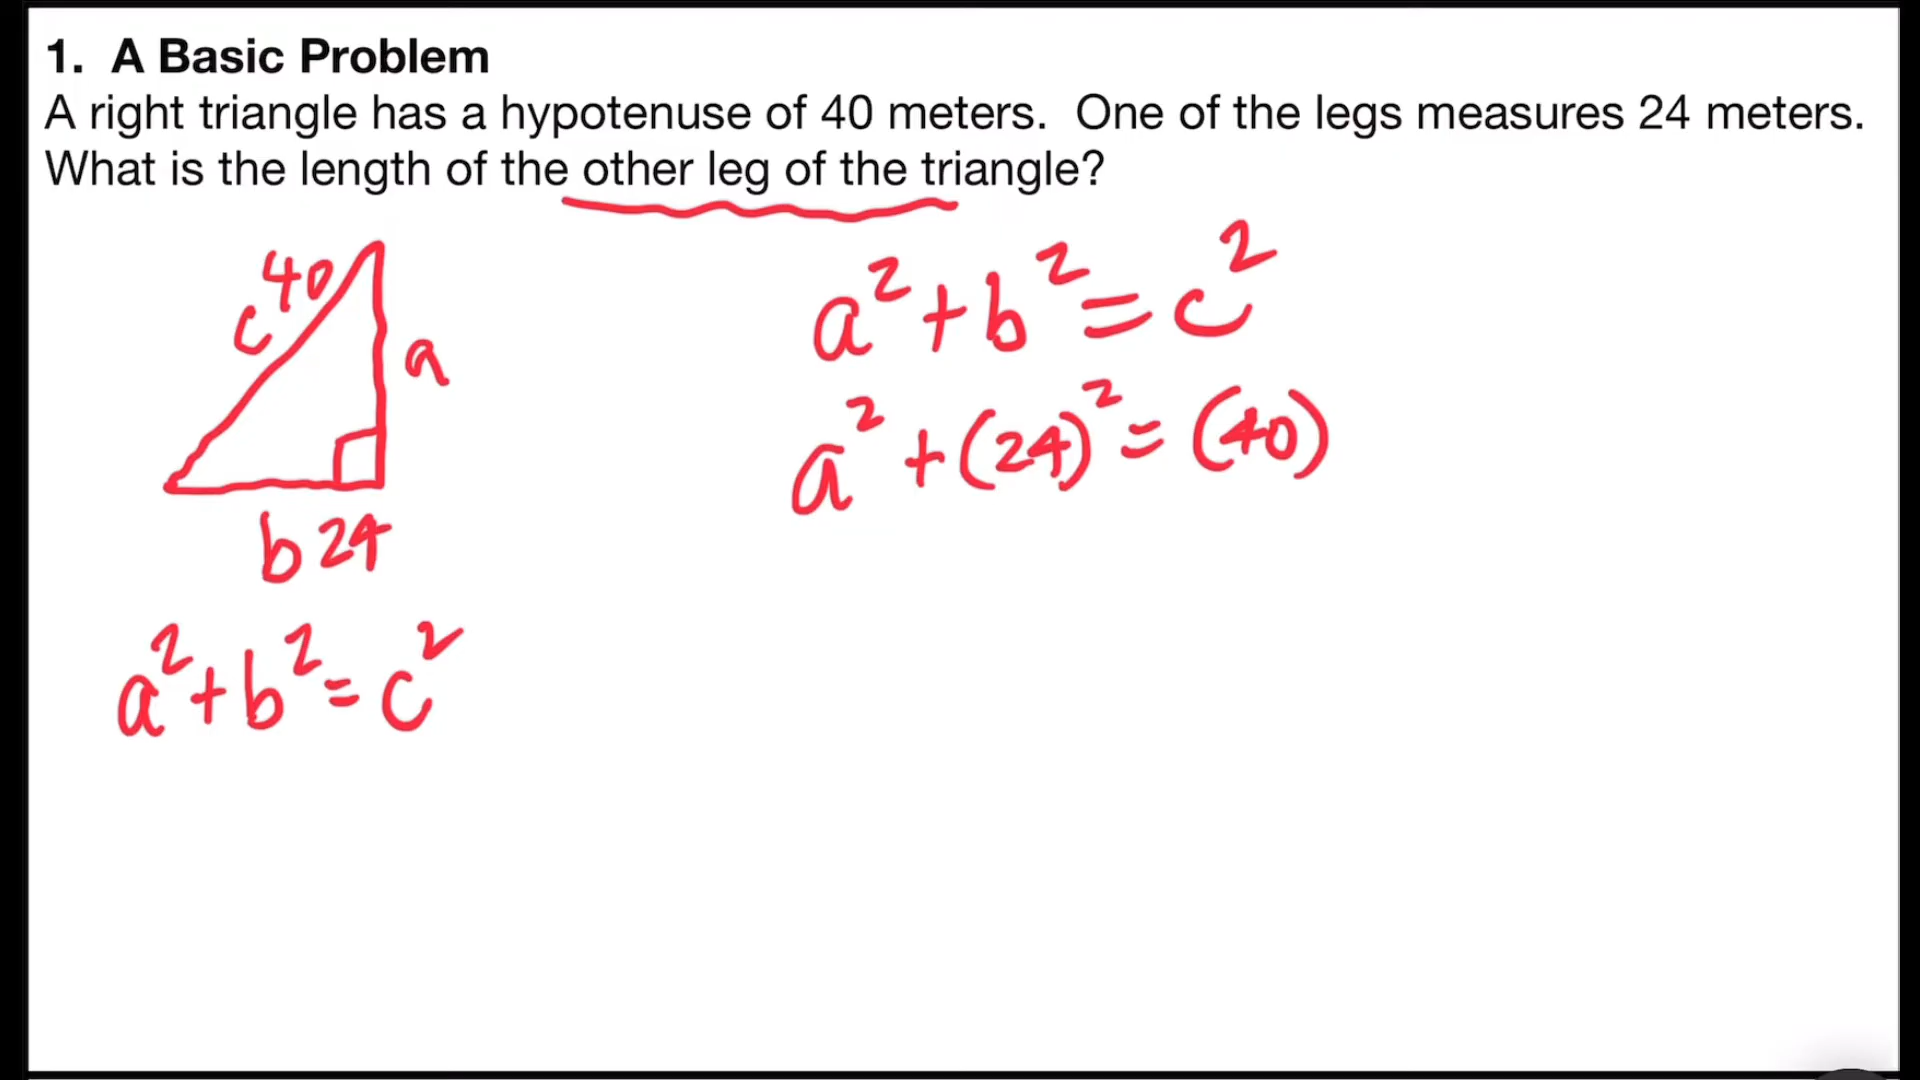 1. A Basic Problem
A right triangle has a hypotenuse of 40 meters. One of the legs measures 24 meters.
What is the length of the other leg of the triangle?
c 40
a
b 24
a² + b² = c²
a² + b² = c²
a² + (24)² = (40)